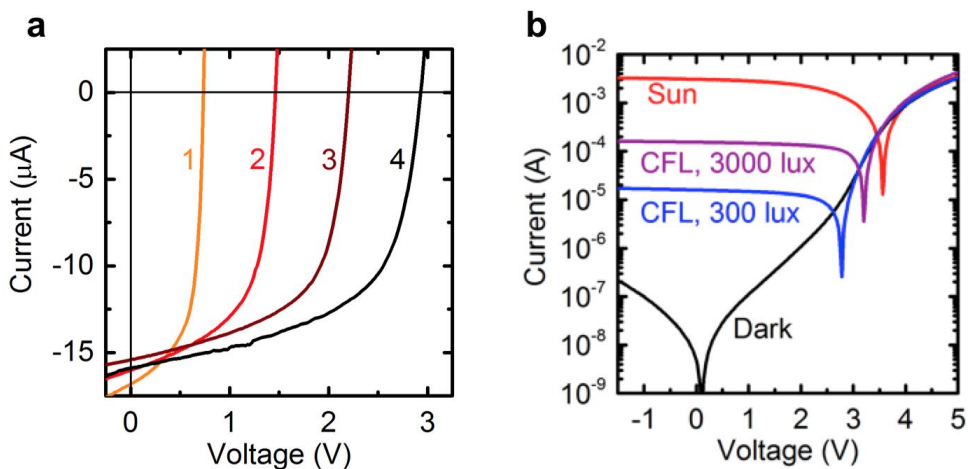 a
0
-5
-10
-15
Current (μA)
1
2
3
4
0
1
2
3
Voltage (V)
b
10⁻²
10⁻³
10⁻⁴
10⁻⁵
10⁻⁶
10⁻⁷
10⁻⁸
10⁻⁹
Current (A)
Sun
CFL, 3000 lux
CFL, 300 lux
Dark
-1
0
1
2
3
4
5
Voltage (V)